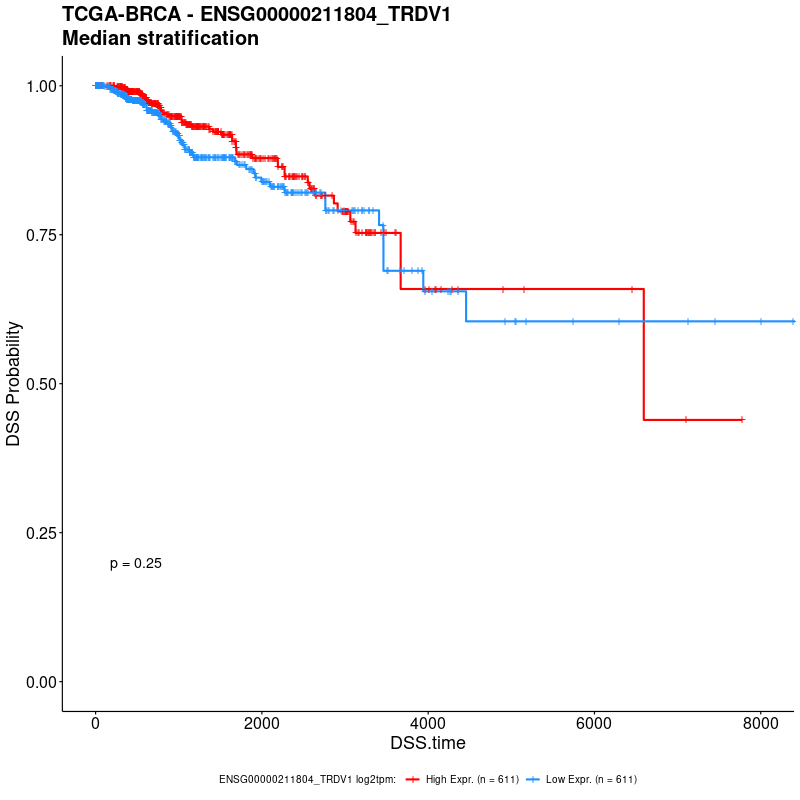 TCGA-BRCA - ENSG00000211804_TRDV1
Median stratification
1.00
0.75
0.50
0.25
0.00
DSS Probability
p = 0.25
0
2000
4000
6000
8000
DSS.time
ENSG00000211804_TRDV1 log2tpm: High Expr. (n = 611) Low Expr. (n = 611)